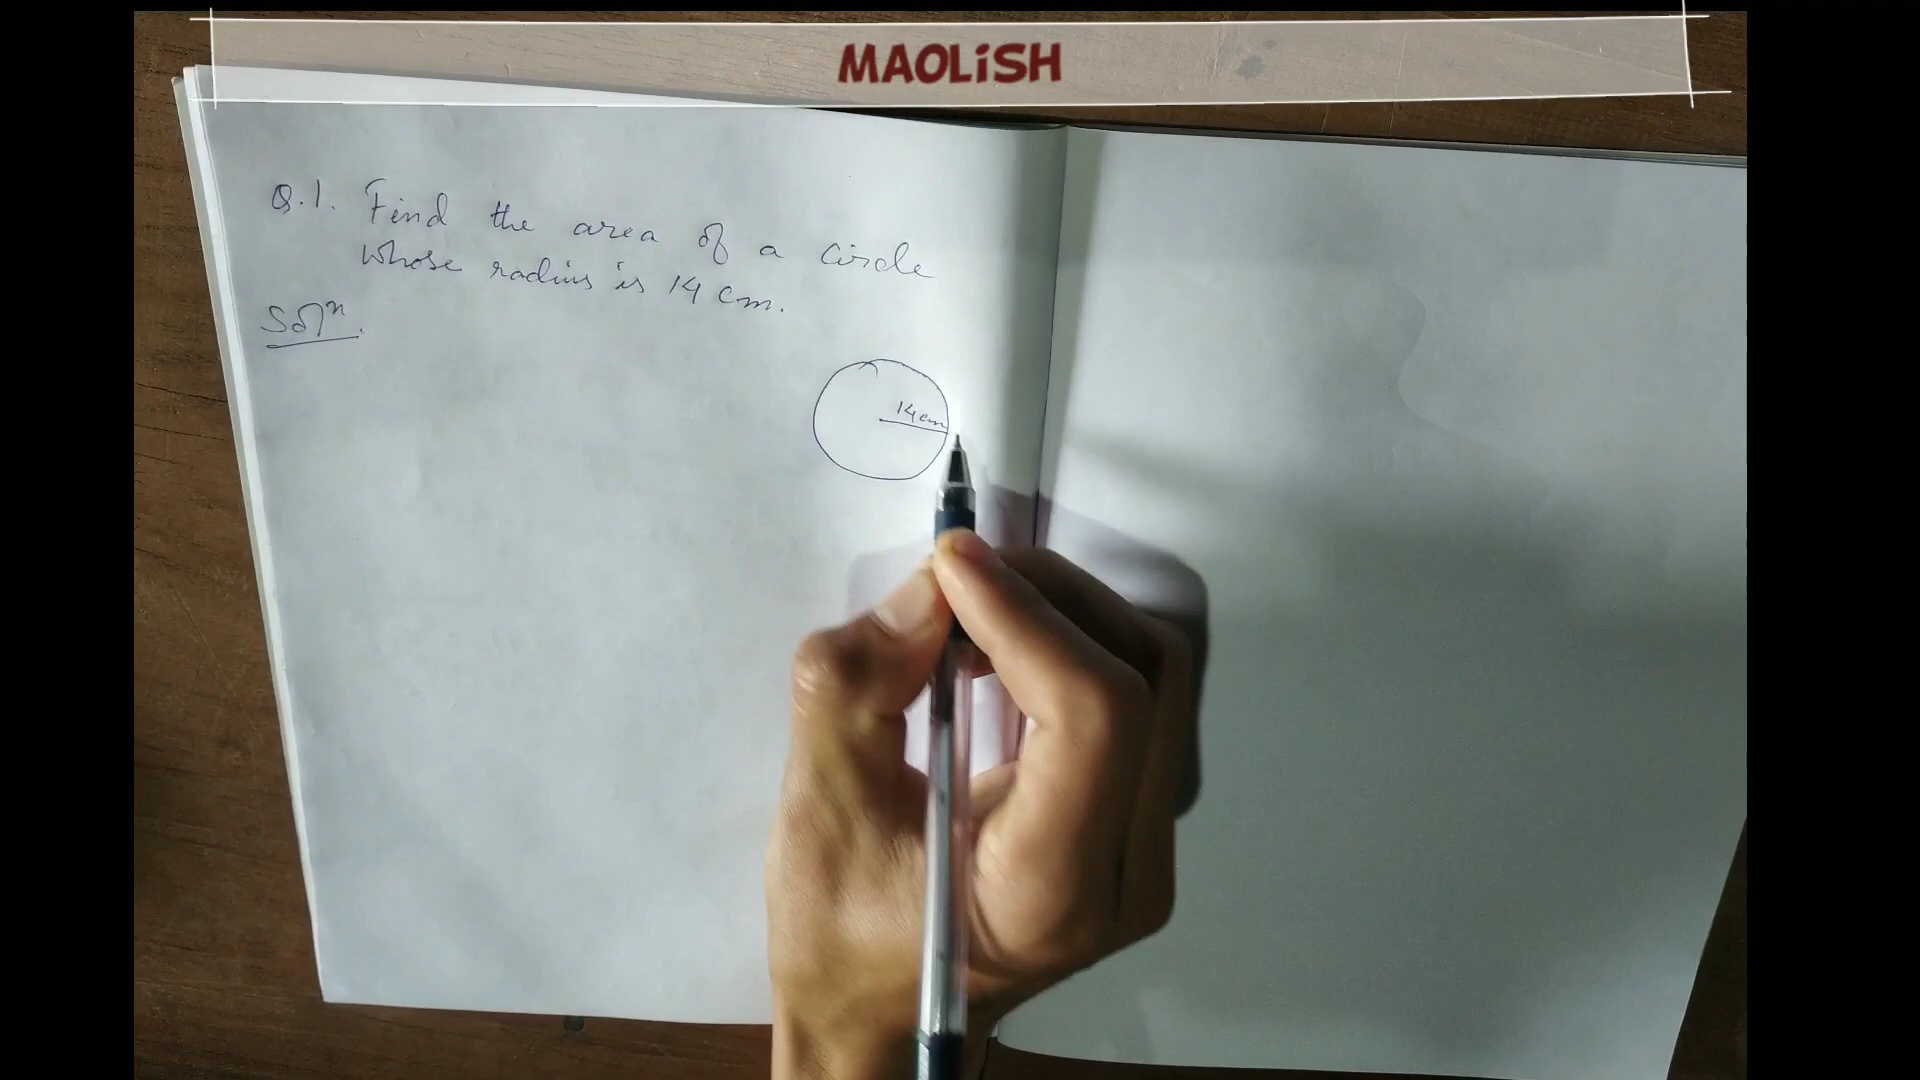 MAOLiSH
Q.1. Find the area of a circle
whose radius is 14 cm.
Solⁿ.
14cm